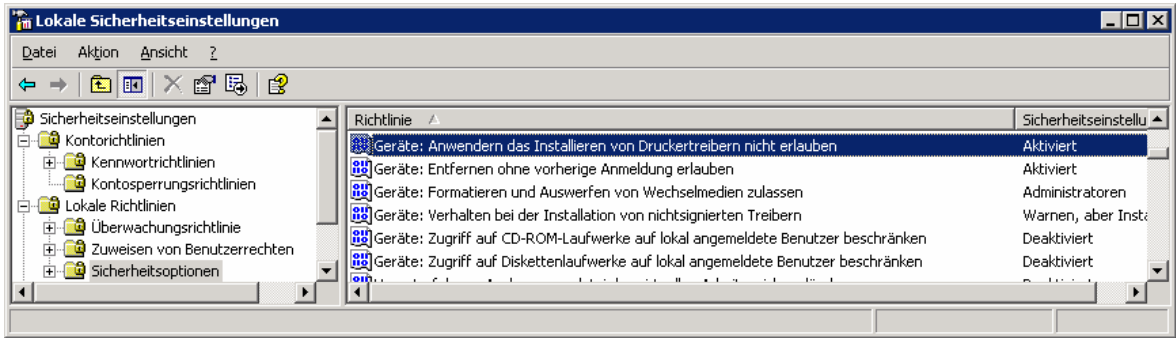 Lokale Sicherheitseinstellungen
Datei Aktion Ansicht ?
Sicherheitseinstellungen
Kontorichtlinien
Kennwortrichtlinien
Kontosperrungsrichtlinien
Lokale Richtlinien
Überwachungsrichtlinie
Zuweisen von Benutzerrechten
Sicherheitsoptionen
Richtlinie Sicherheitseinstellu
Geräte: Anwendern das Installieren von Druckertreibern nicht erlauben Aktiviert
Geräte: Entfernen ohne vorherige Anmeldung erlauben Aktiviert
Geräte: Formatieren und Auswerfen von Wechselmedien zulassen Administratoren
Geräte: Verhalten bei der Installation von nichtsignierten Treibern Warnen, aber Insta
Geräte: Zugriff auf CD-ROM-Laufwerke auf lokal angemeldete Benutzer beschränken Deaktiviert
Geräte: Zugriff auf Diskettenlaufwerke auf lokal angemeldete Benutzer beschränken Deaktiviert